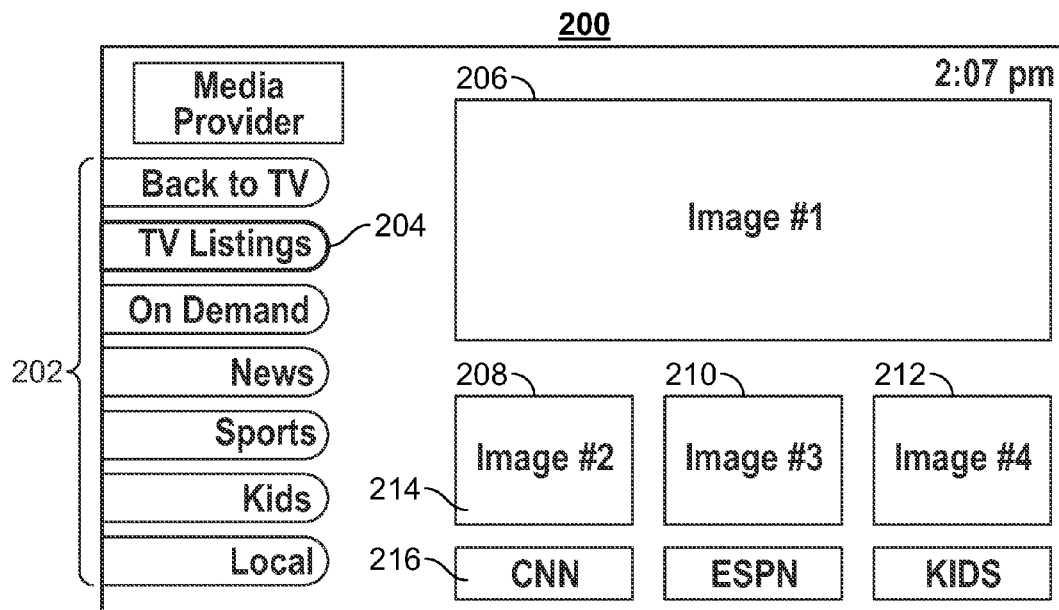 200
2:07 pm
Media
Provider
206
Image #1
Back to TV
TV Listings
204
On Demand
202
News
Sports
Kids
Local
208
210
212
Image #2
Image #3
Image #4
214
216
CNN
ESPN
KIDS